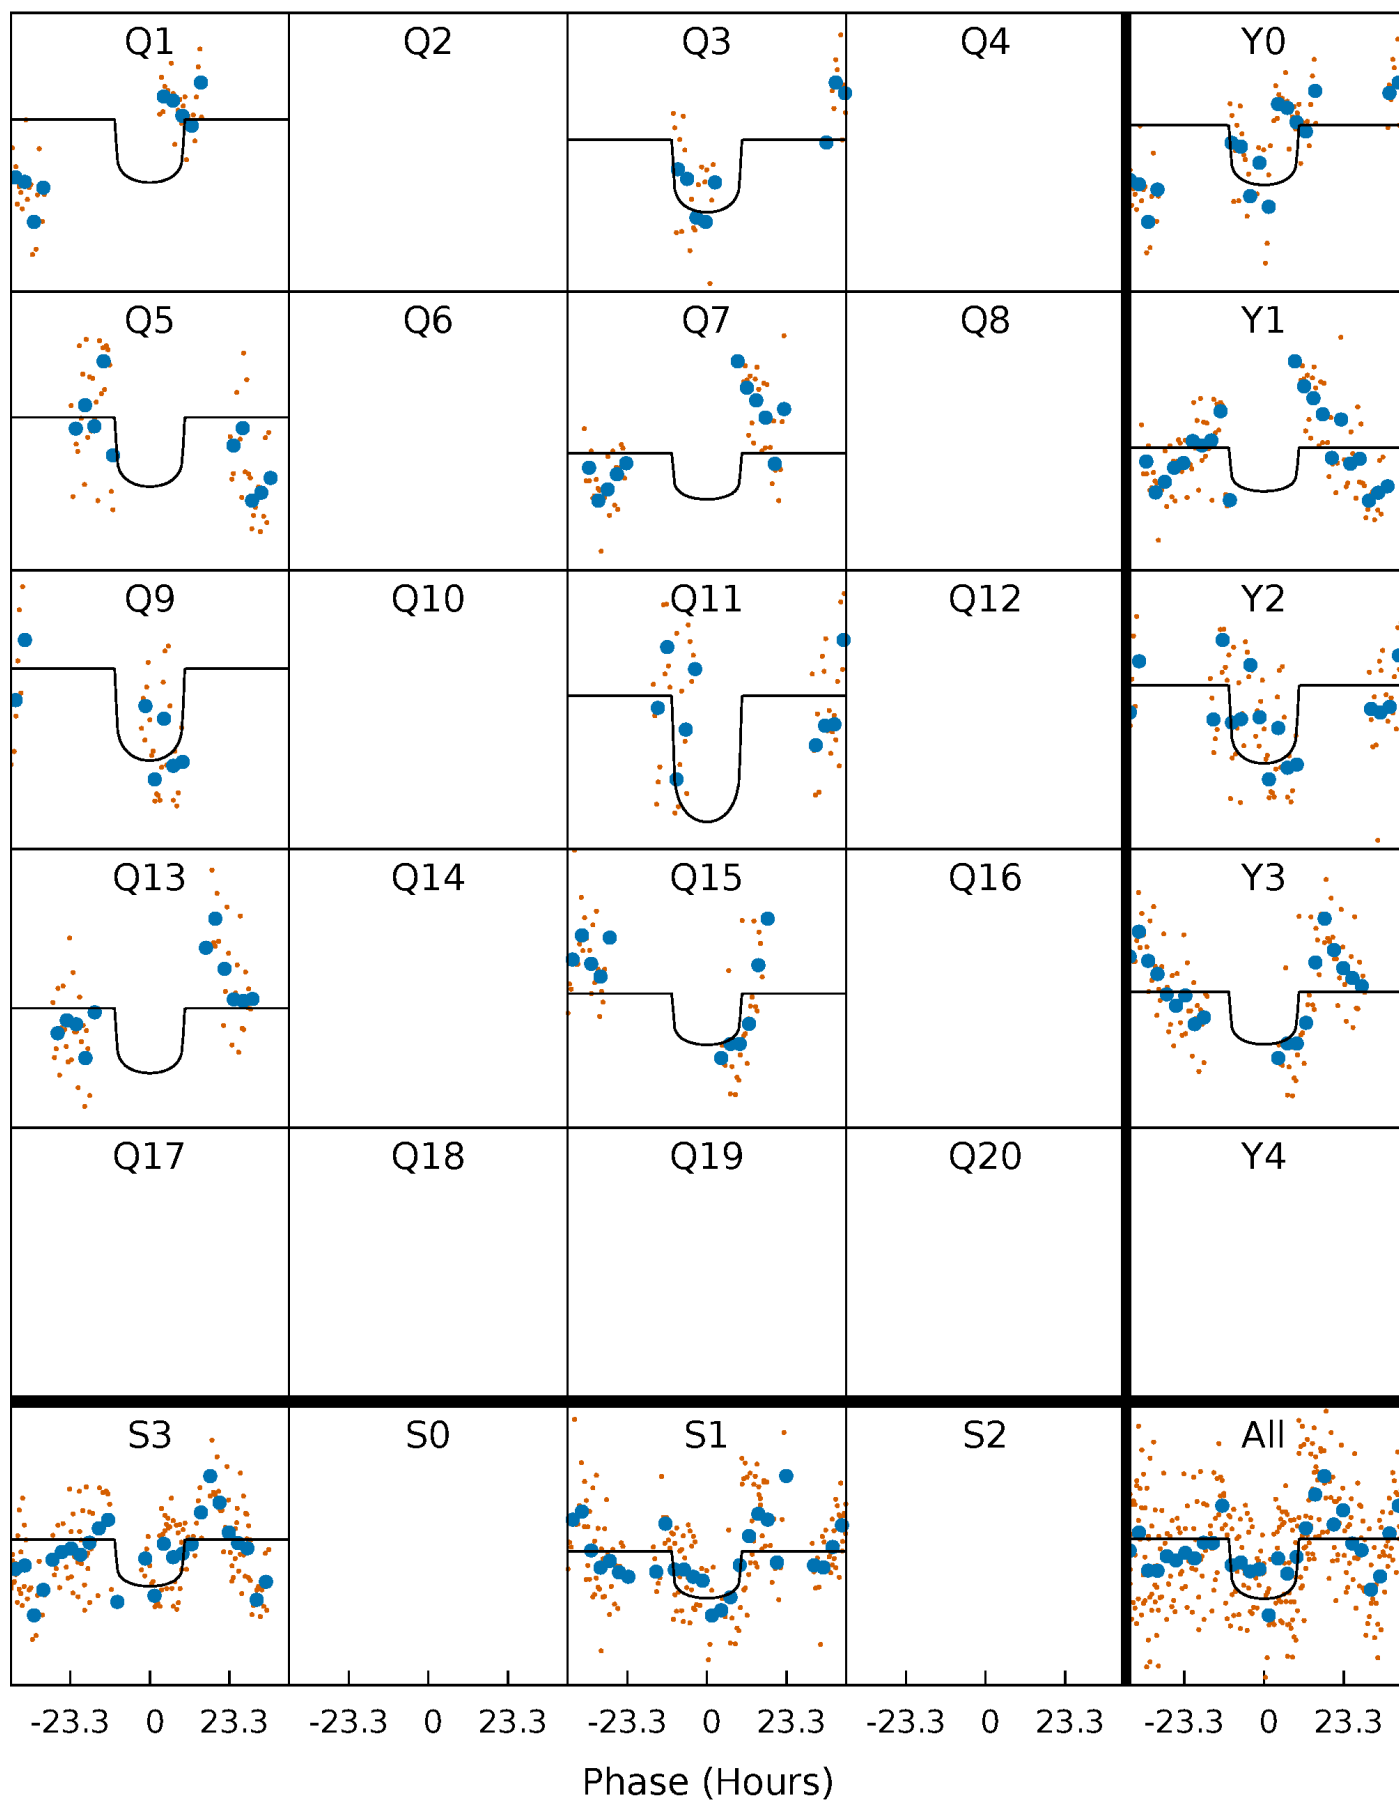 Q1 Q2 Q3 Q4 Y0
Q5 Q6 Q7 Q8 Y1
Q9 Q10 Q11 Q12 Y2
Q13 Q14 Q15 Q16 Y3
Q17 Q18 Q19 Q20 Y4
S3 S0 S1 S2 All
-23.3 0 23.3 -23.3 0 23.3 -23.3 0 23.3 -23.3 0 23.3 -23.3 0 23.3
Phase (Hours)